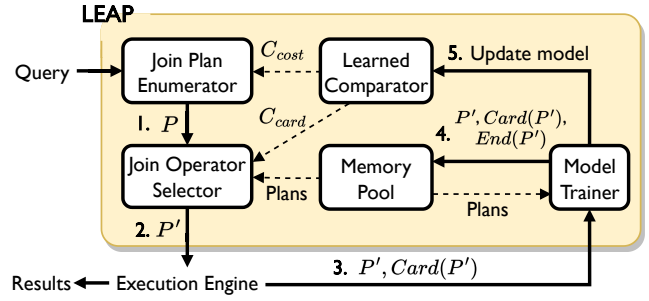 LEAP
Query
Join Plan
Enumerator
C_cost
Learned
Comparator
5. Update model
1. P
C_card
P′, Card(P′),
4.
End(P′)
Join Operator
Selector
Plans
Memory
Pool
Plans
Model
Trainer
2. P′
3. P′, Card(P′)
Results
Execution Engine